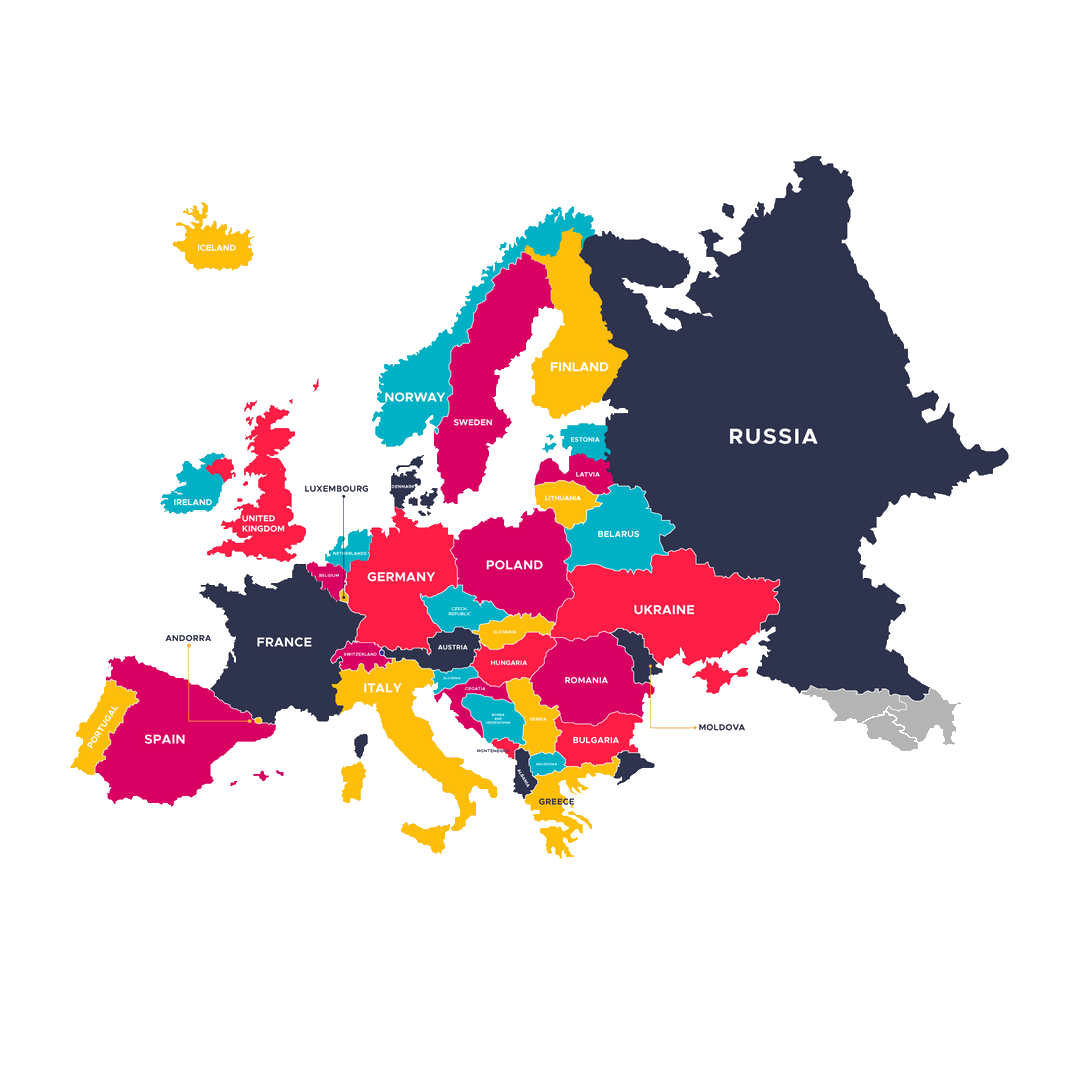 ICELAND
RUSSIA
FINLAND
NORWAY
SWEDEN
ESTONIA
LATVIA
LITHUANIA
DENMARK
LUXEMBOURG
IRELAND
UNITED
KINGDOM
BELARUS
NETHERLANDS
BELGIUM
GERMANY
POLAND
UKRAINE
CZECH
REPUBLIC
SLOVAKIA
ANDORRA
FRANCE
AUSTRIA
SWITZERLAND
HUNGARIA
ROMANIA
SLOVENIA
ITALY
CROATIA
BOSNIA
AND
HERZEGOVINA
SERBIA
PORTUGAL
SPAIN
MOLDOVA
BULGARIA
MONTENEGRO
MACEDONIA
ALBANIA
GREECE